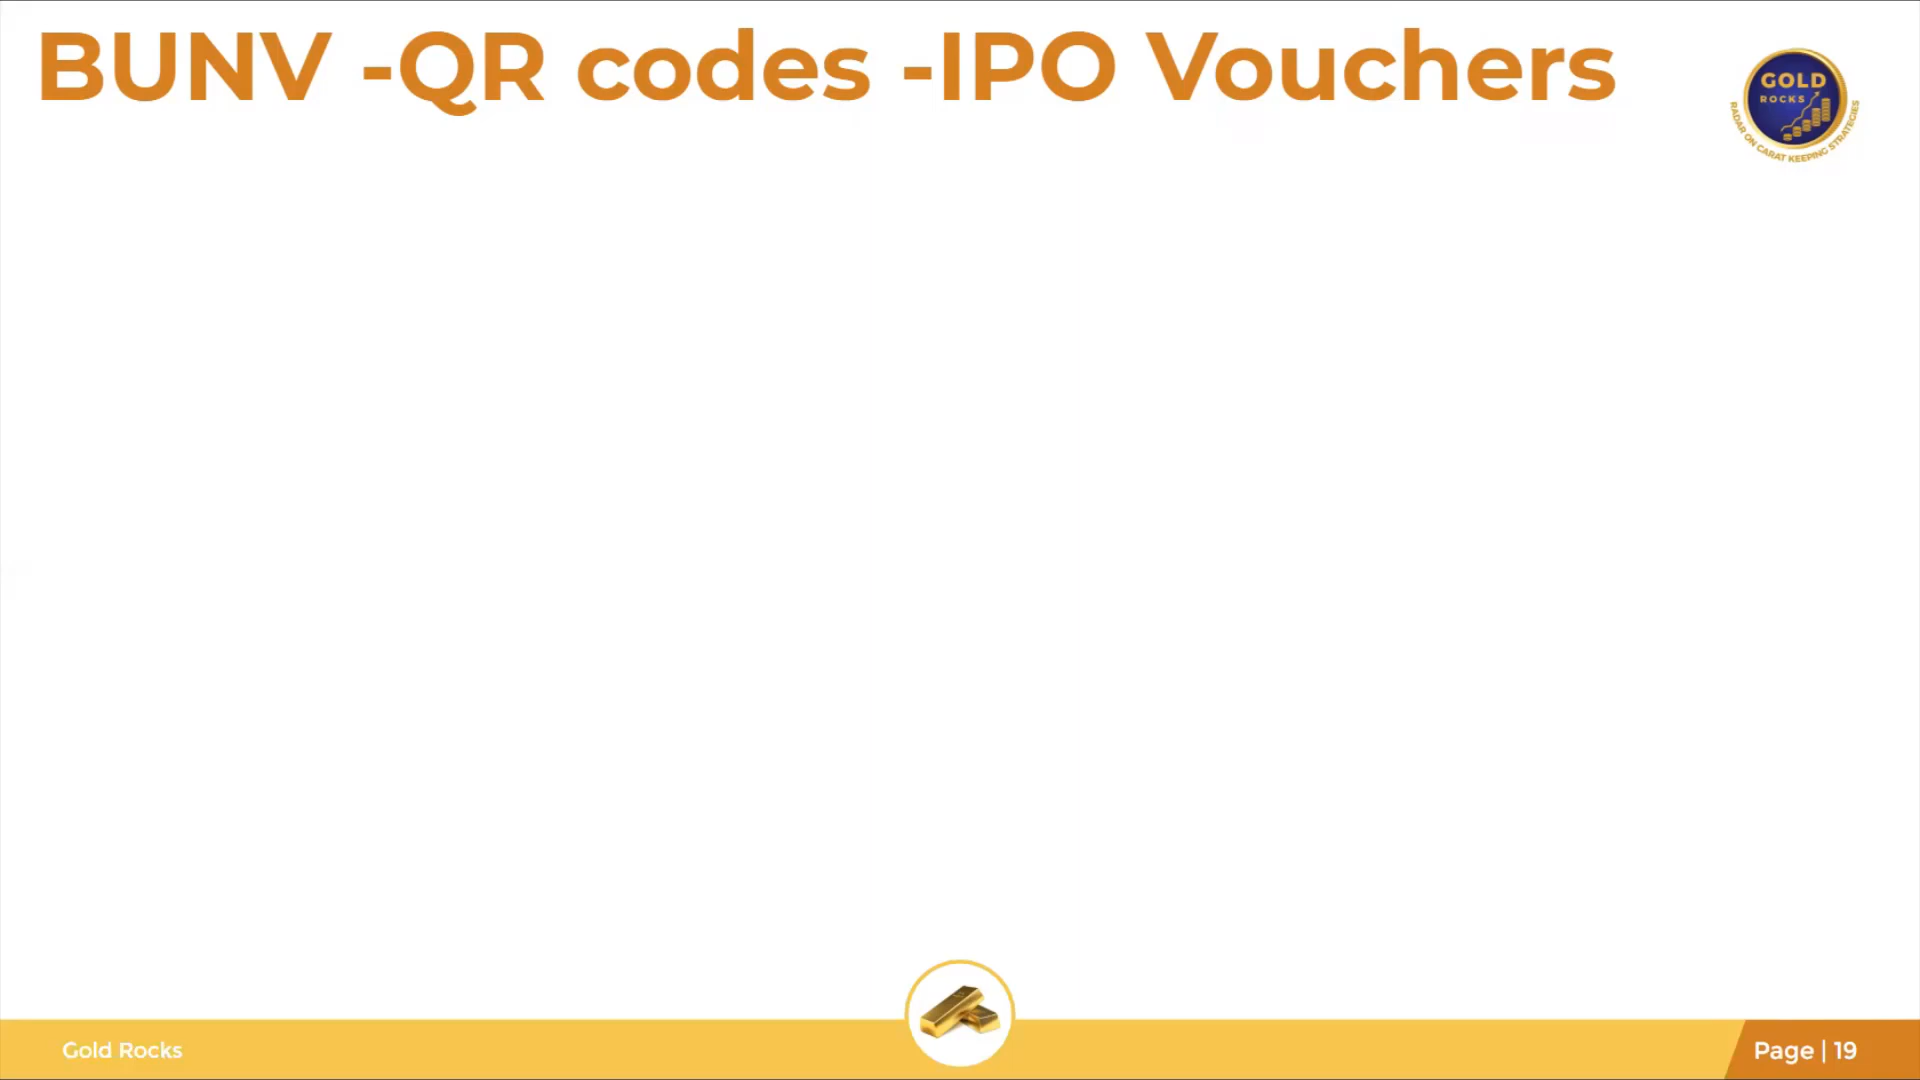 BUNV -QR codes -IPO Vouchers
GOLD
ROCKS
RADAR ON CARAT KEEPING STRATEGIES
Gold Rocks
Page | 19